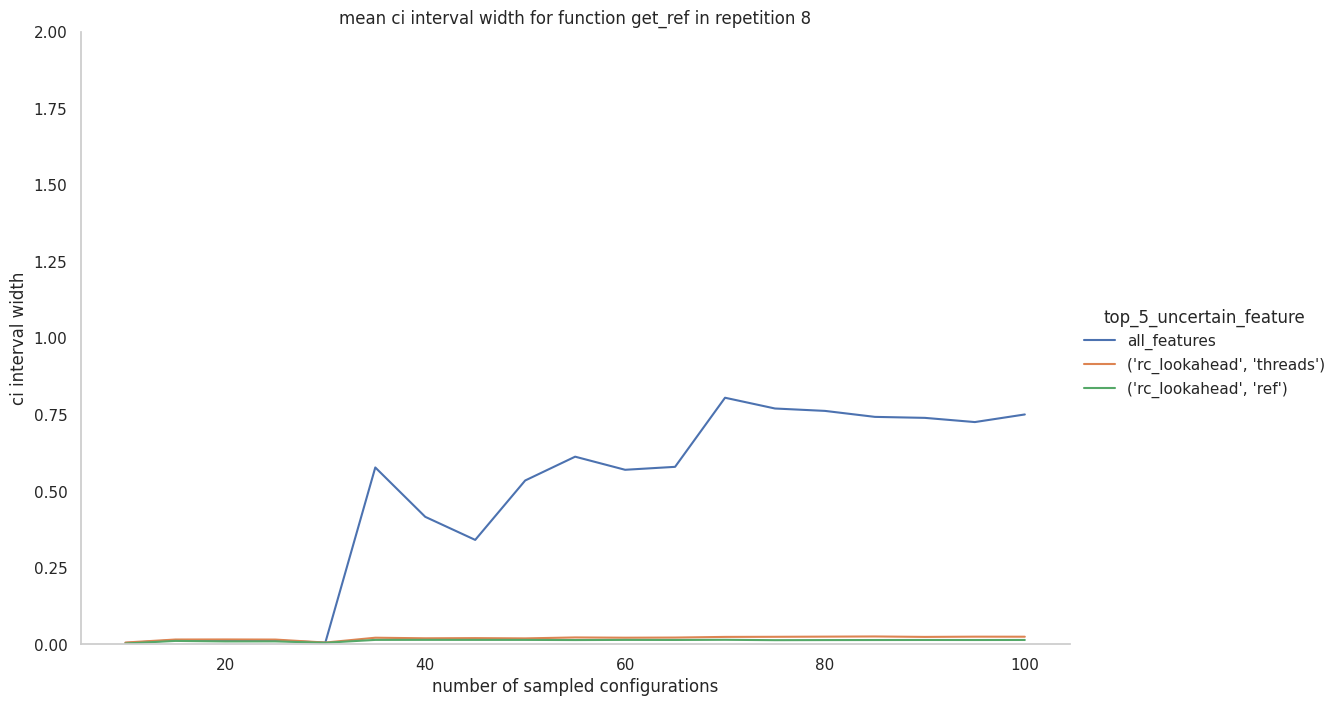 mean ci interval width for function get_ref in repetition 8
2.00
1.75
1.50
1.25
1.00
0.75
0.50
0.25
0.00
ci interval width
20
40
60
80
100
number of sampled configurations
top_5_uncertain_feature
all_features
('rc_lookahead', 'threads')
('rc_lookahead', 'ref')